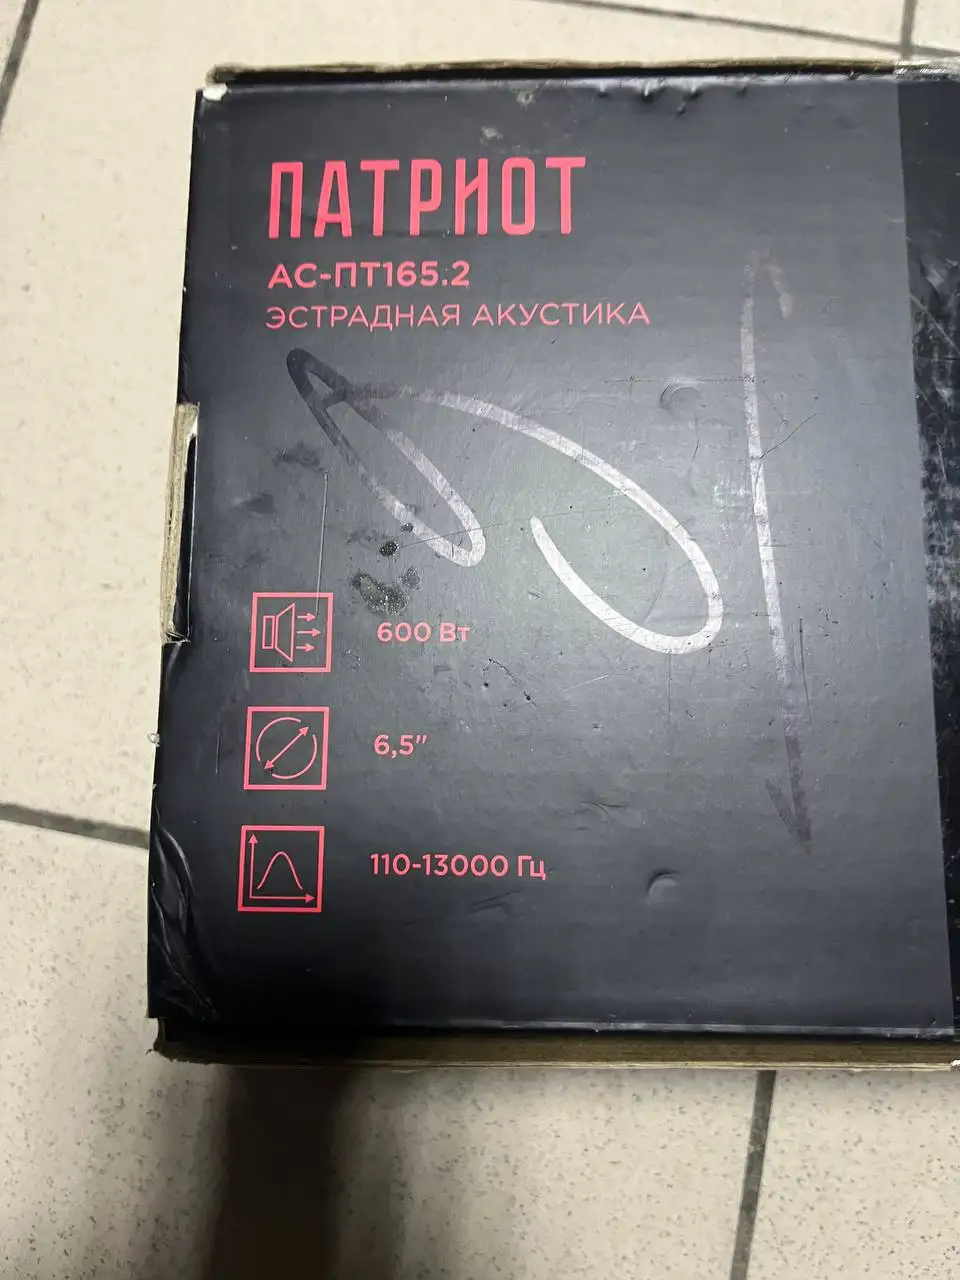 ПАТРИОТ
АС-ПТ165.2
ЭСТРАДНАЯ АКУСТИКА
600 Вт
6,5"
110-13000 Гц